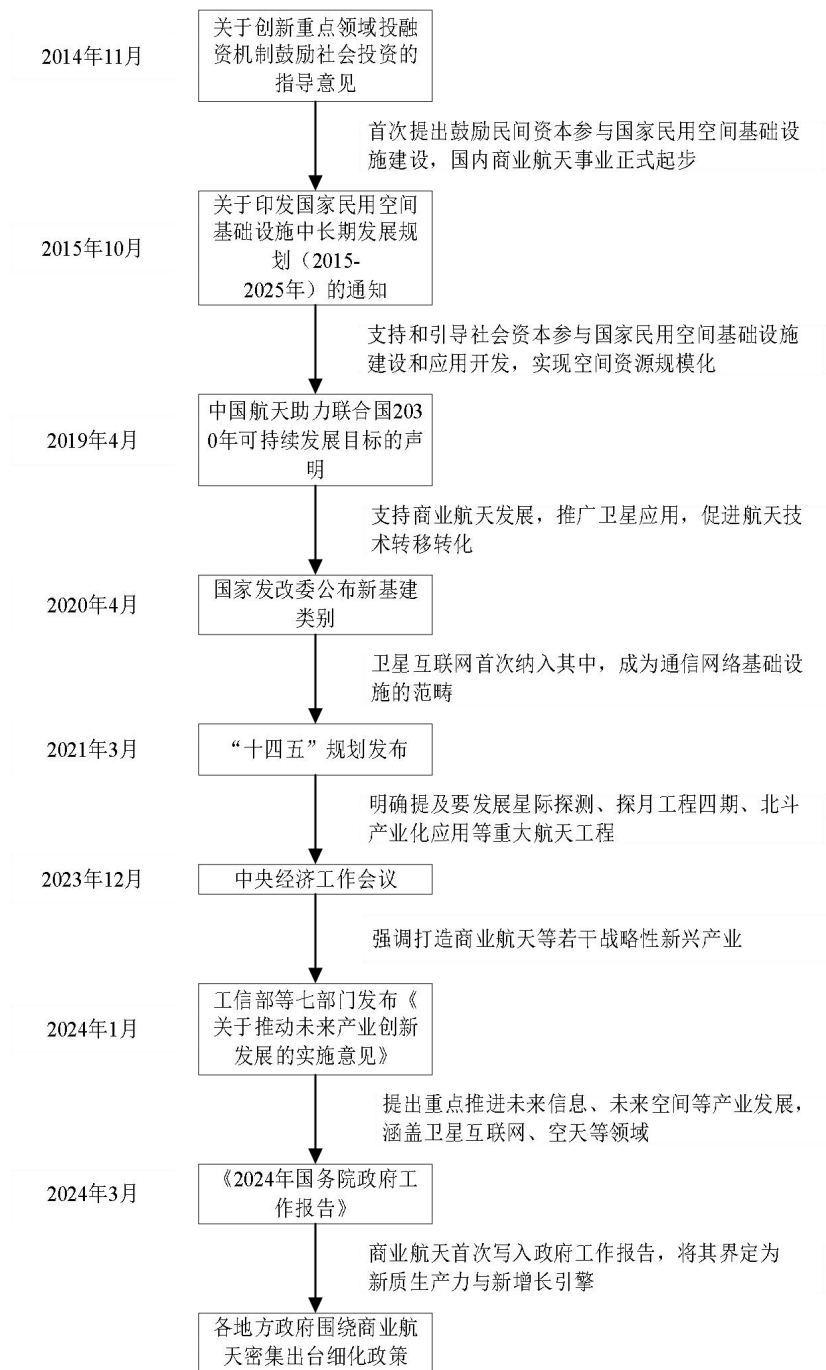 2014年11月
关于创新重点领域投融
资机制鼓励社会投资的
指导意见
首次提出鼓励民间资本参与国家民用空间基础设
施建设，国内商业航天事业正式起步
2015年10月
关于印发国家民用空间
基础设施中长期发展规
划（2015-
2025年）的通知
支持和引导社会资本参与国家民用空间基础设施
建设和应用开发，实现空间资源规模化
2019年4月
中国航天助力联合国203
0年可持续发展目标的声
明
支持商业航天发展，推广卫星应用，促进航天技
术转移转化
2020年4月
国家发改委公布新基建
类别
卫星互联网首次纳入其中，成为通信网络基础设
施的范畴
2021年3月
“十四五”规划发布
明确提及要发展星际探测、探月工程四期、北斗
产业化应用等重大航天工程
2023年12月
中央经济工作会议
强调打造商业航天等若干战略性新兴产业
2024年1月
工信部等七部门发布《
关于推动未来产业创新
发展的实施意见》
提出重点推进未来信息、未来空间等产业发展，
涵盖卫星互联网、空天等领域
2024年3月
《2024年国务院政府工
作报告》
商业航天首次写入政府工作报告，将其界定为
新质生产力与新增长引擎
各地方政府围绕商业航
天密集出台细化政策